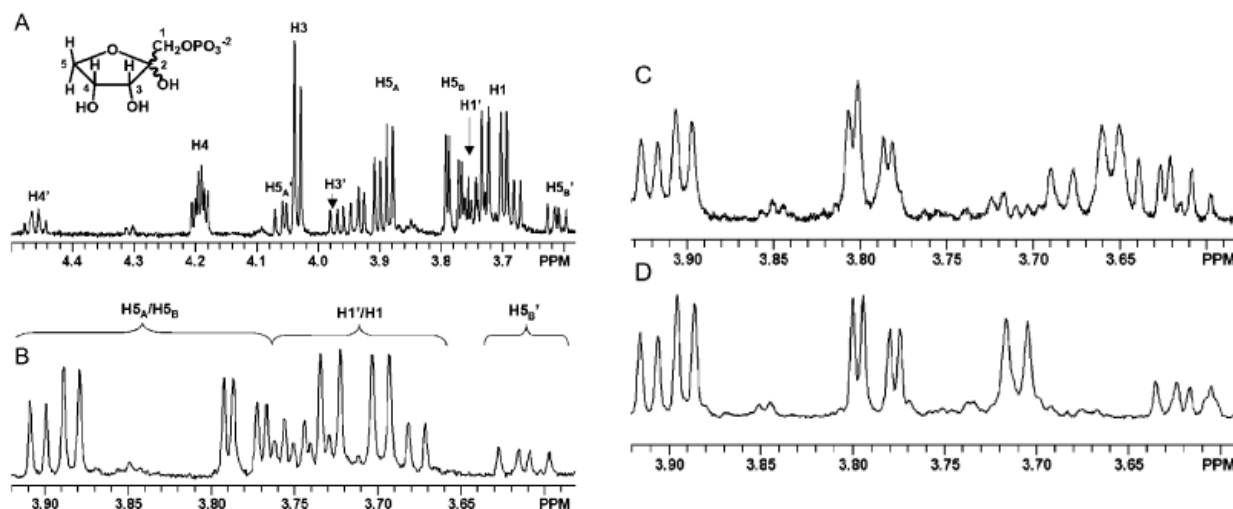 A
H
H
5
O
H
H
4
3
2
1
CH₂OPO₃⁻²
OH
HO
OH
H4'
H4
H5A'
H3
H3'
H5A
H5B
H1'
H1
H5B'
4.4 4.3 4.2 4.1 4.0 3.9 3.8 3.7 PPM
H5A/H5B
H1'/H1
H5B'
B
3.90 3.85 3.80 3.75 3.70 3.65 PPM
C
3.90 3.85 3.80 3.75 3.70 3.65 PPM
D
3.90 3.85 3.80 3.75 3.70 3.65 PPM